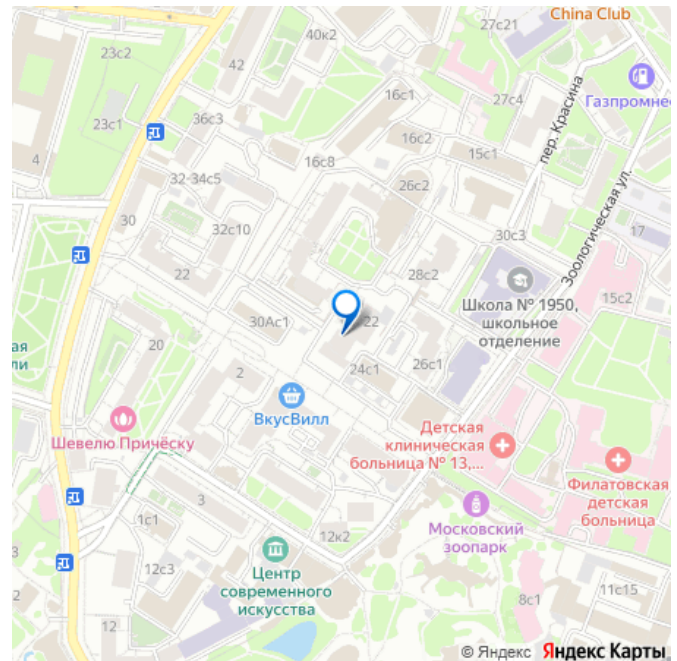 China Club
27с21
40к2
23с2
42
Газпромнеф
16с1
27с4
пер. Красина
23с1
36с3
16с2
4
16с8
15с1
Зоологическая ул.
32-34с5
26с2
30
32с10
30с3
17
22
28с2
Школа № 1950,
школьное
отделение
15с2
30Ас1
22
ая
ли
20
24с1
26с1
2
ВкусВилл
Шевелю Причёску
Детская
клиническая
больница № 13,...
Филатовская
детская
больница
3
1с1
Московский
зоопарк
12к2
12с3
Центр
современного
искусства
11с15
8с1
12
© Яндекс Яндекс Карты